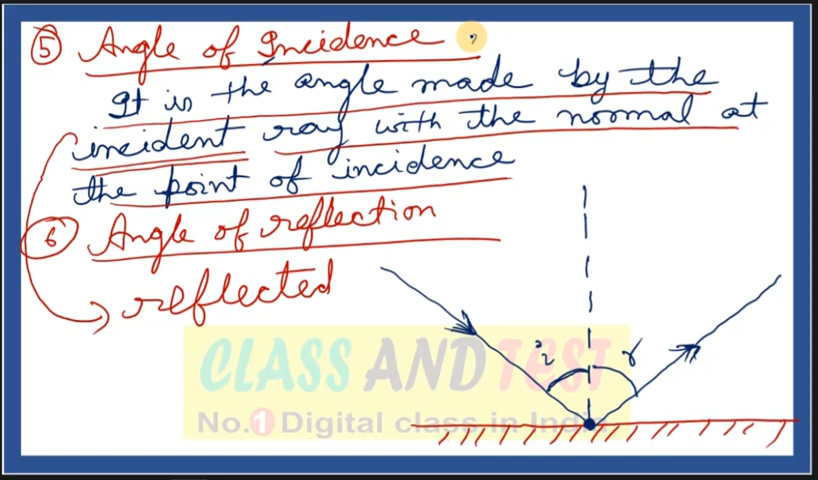 5 Angle of Incidence :
It is the angle made by the
incident ray with the normal at
the point of incidence
6 Angle of reflection
reflected
i r
CLASS AND TEST
No.1 Digital class in India